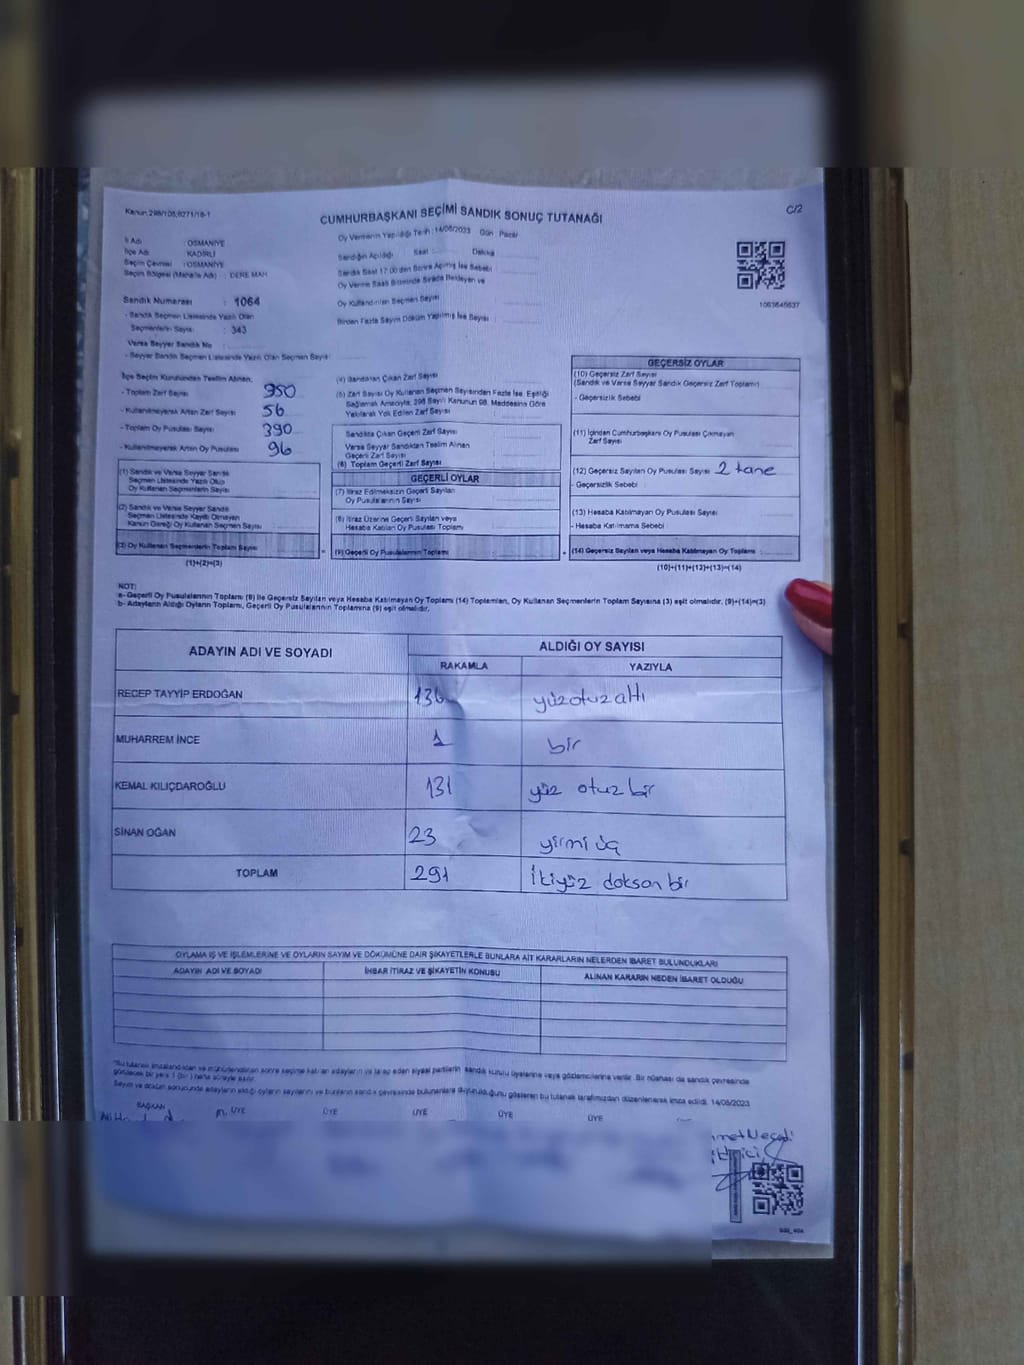 Kanun:298/105,6271/16-1
CUMHURBAŞKANI SEÇİMİ SANDIK SONUÇ TUTANAĞI
C/2
İl Adı : OSMANİYE
İlçe Adı : KADİRLİ
Seçim Çevresi : OSMANİYE
Seçim Bölgesi (Mahalle Adı) : DERE MAH
Sandık Numarası : 1064
- Sandık Seçmen Listesinde Yazılı Olan
Seçmenlerin Sayısı : 343
Varsa Seyyar Sandık No :
- Seyyar Sandık Seçmen Listesinde Yazılı Olan Seçmen Sayısı
Oy Vermenin Yapıldığı Tarih :14/05/2023 Gün : Pazar
Sandığın Açıldığı Saat : Dakika
Sandık Saat 17:00'den Sonra Açılmış İse Sebebi
Oy Verme Saati Bitiminde Sırada Bekleyen ve
Oy Kullandırılan Seçmen Sayısı
Birden Fazla Sayım Döküm Yapılmış İse Sayısı :
1063645637
İlçe Seçim Kurulundan Teslim Alınan;
- Toplam Zarf Sayısı 350
- Kullanılmayarak Artan Zarf Sayısı 56
- Toplam Oy Pusulası Sayısı 390
- Kullanılmayarak Artan Oy Pusulası 96
(1) Sandık ve Varsa Seyyar Sandık
Seçmen Listesinde Yazılı Olup
Oy Kullanan Seçmenlerin Sayısı
(2) Sandık ve Varsa Seyyar Sandık
Seçmen Listesinde Kayıtlı Olmayan
Kanun Gereği Oy Kullanan Seçmen Sayısı
(3) Oy Kullanan Seçmenlerin Toplam Sayısı
(1)+(2)=(3)
(4) Sandıktan Çıkan Zarf Sayısı
(5) Zarf Sayısı Oy Kullanan Seçmen Sayısından Fazla İse, Eşitliği
Sağlamak Amacıyla, 298 Sayılı Kanunun 98. Maddesine Göre
Yakılarak Yok Edilen Zarf Sayısı
Sandıkta Çıkan Geçerli Zarf Sayısı
Varsa Seyyar Sandıktan Teslim Alınan
Geçerli Zarf Sayısı
(6) Toplam Geçerli Zarf Sayısı
GEÇERLİ OYLAR
(7) İtiraz Edilmeksizin Geçerli Sayılan
Oy Pusulalarının Sayısı
(8) İtiraz Üzerine Geçerli Sayılan veya
Hesaba Katılan Oy Pusulası Toplamı
(9) Geçerli Oy Pusulalarının Toplamı
GEÇERSİZ OYLAR
(10) Geçersiz Zarf Sayısı
(Sandık ve Varsa Seyyar Sandık Geçersiz Zarf Toplamı)
- Geçersizlik Sebebi
(11) İçinden Cumhurbaşkanı Oy Pusulası Çıkmayan
Zarf Sayısı
(12) Geçersiz Sayılan Oy Pusulası Sayısı 2 tane
- Geçersizlik Sebebi :
(13) Hesaba Katılmayan Oy Pusulası Sayısı
- Hesaba Katılmama Sebebi :
(14) Geçersiz Sayılan veya Hesaba Katılmayan Oy Toplamı :
(10)+(11)+(12)+(13)=(14)
NOT:
a- Geçerli Oy Pusulalarının Toplamı (9) ile Geçersiz Sayılan veya Hesaba Katılmayan Oy Toplamı (14) Toplamları, Oy Kullanan Seçmenlerin Toplam Sayısına (3) eşit olmalıdır. (9)+(14)=(3)
b- Adayların Aldığı Oyların Toplamı, Geçerli Oy Pusulalarının Toplamına (9) eşit olmalıdır.
ADAYIN ADI VE SOYADI ALDIĞI OY SAYISI
RAKAMLA YAZIYLA
RECEP TAYYİP ERDOĞAN 136 yüzotuzaltı
MUHARREM İNCE 1 bir
KEMAL KILIÇDAROĞLU 131 yüz otuzbir
SİNAN OĞAN 23 yirmi üç
TOPLAM 291 İkiyüz doksan bir
OYLAMA İŞ VE İŞLEMLERİNE VE OYLARIN SAYIM VE DÖKÜMÜNE DAİR ŞİKAYETLERLE BUNLARA AİT KARARLARIN NELERDEN İBARET BULUNDUKLARI
ADAYIN ADI VE SOYADI İHBAR İTİRAZ VE ŞİKAYETİN KONUSU ALINAN KARARIN NEDEN İBARET OLDUĞU
*Bu tutanak imzalandıktan ve mühürlendikten sonra seçime katılan adayların ve talep eden siyasi partilerin sandık kurulu üyelerine veya gözlemcilerine verilir. Bir nüshası da sandık çevresinde
görülecek bir yere 1 (bir) hafta süreyle asılır.
Sayım ve döküm sonucunda adayların aldığı oyların sayılarını ve bunların sandık çevresinde bulunanlara duyurulduğunu gösteren bu tutanak tarafımızdan düzenlenerek imza edildi. 14/05/2023
BAŞKAN ÜYE ÜYE ÜYE ÜYE ÜYE